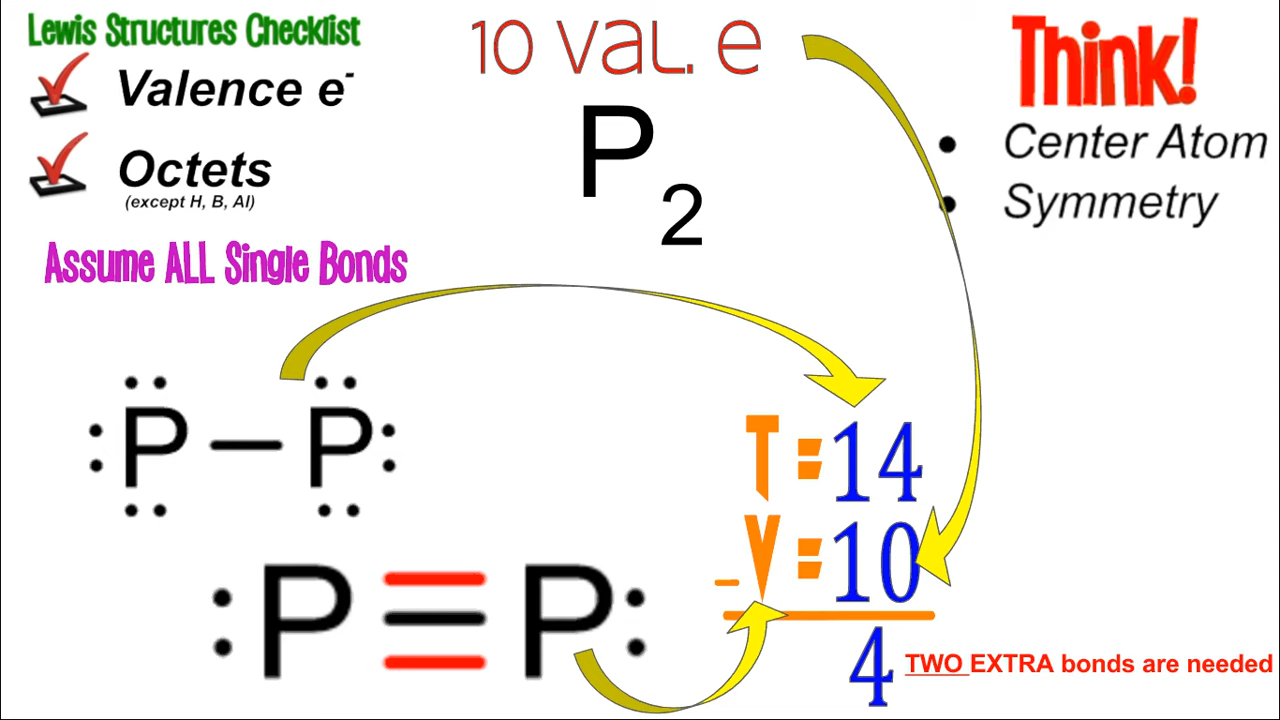 Lewis Structures Checklist
Valence e-
Octets
(except H, B, Al)
Assume ALL Single Bonds
10 Val. e
P2
Think!
• Center Atom
• Symmetry
P — P
P ≡ P
T = 14
- V = 10
4
TWO EXTRA bonds are needed